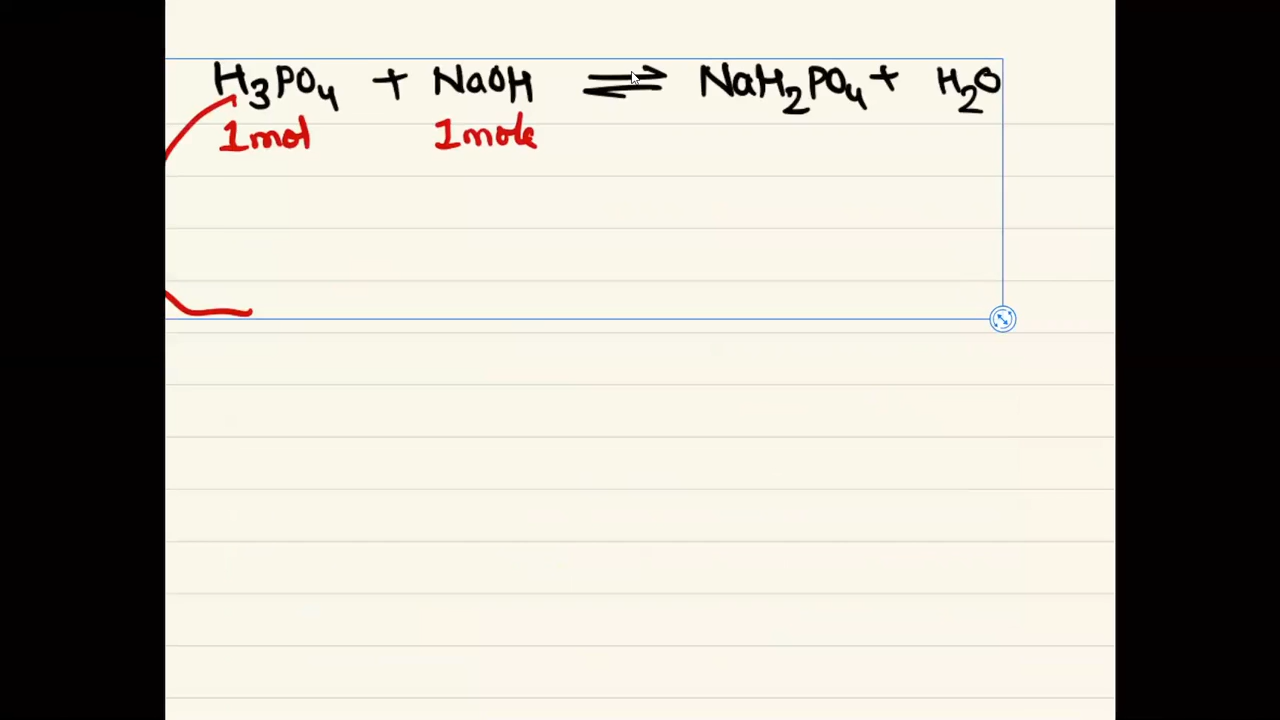 H₃PO₄ + NaOH ⇌ NaH₂PO₄ + H₂O
1mol 1mole